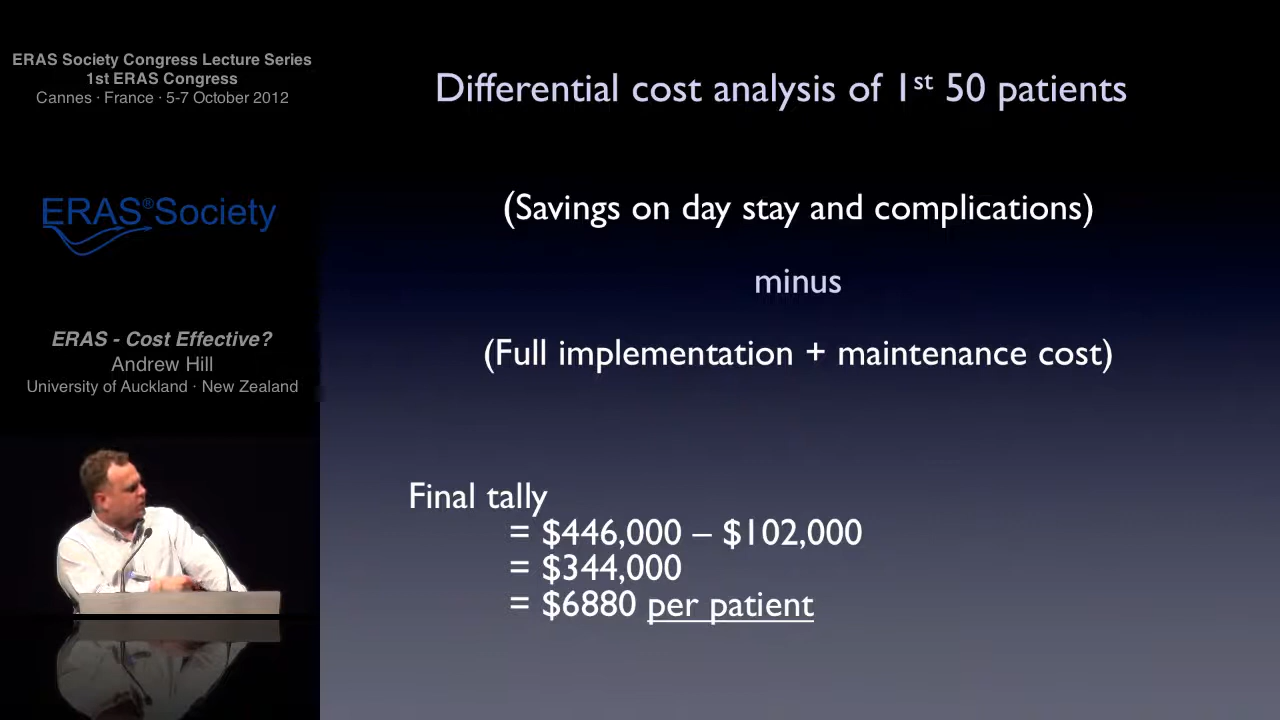 ERAS Society Congress Lecture Series
1st ERAS Congress
Cannes · France · 5-7 October 2012
ERAS®Society
ERAS - Cost Effective?
Andrew Hill
University of Auckland · New Zealand
Differential cost analysis of 1st 50 patients
(Savings on day stay and complications)
minus
(Full implementation + maintenance cost)
Final tally
= $446,000 – $102,000
= $344,000
= $6880 per patient